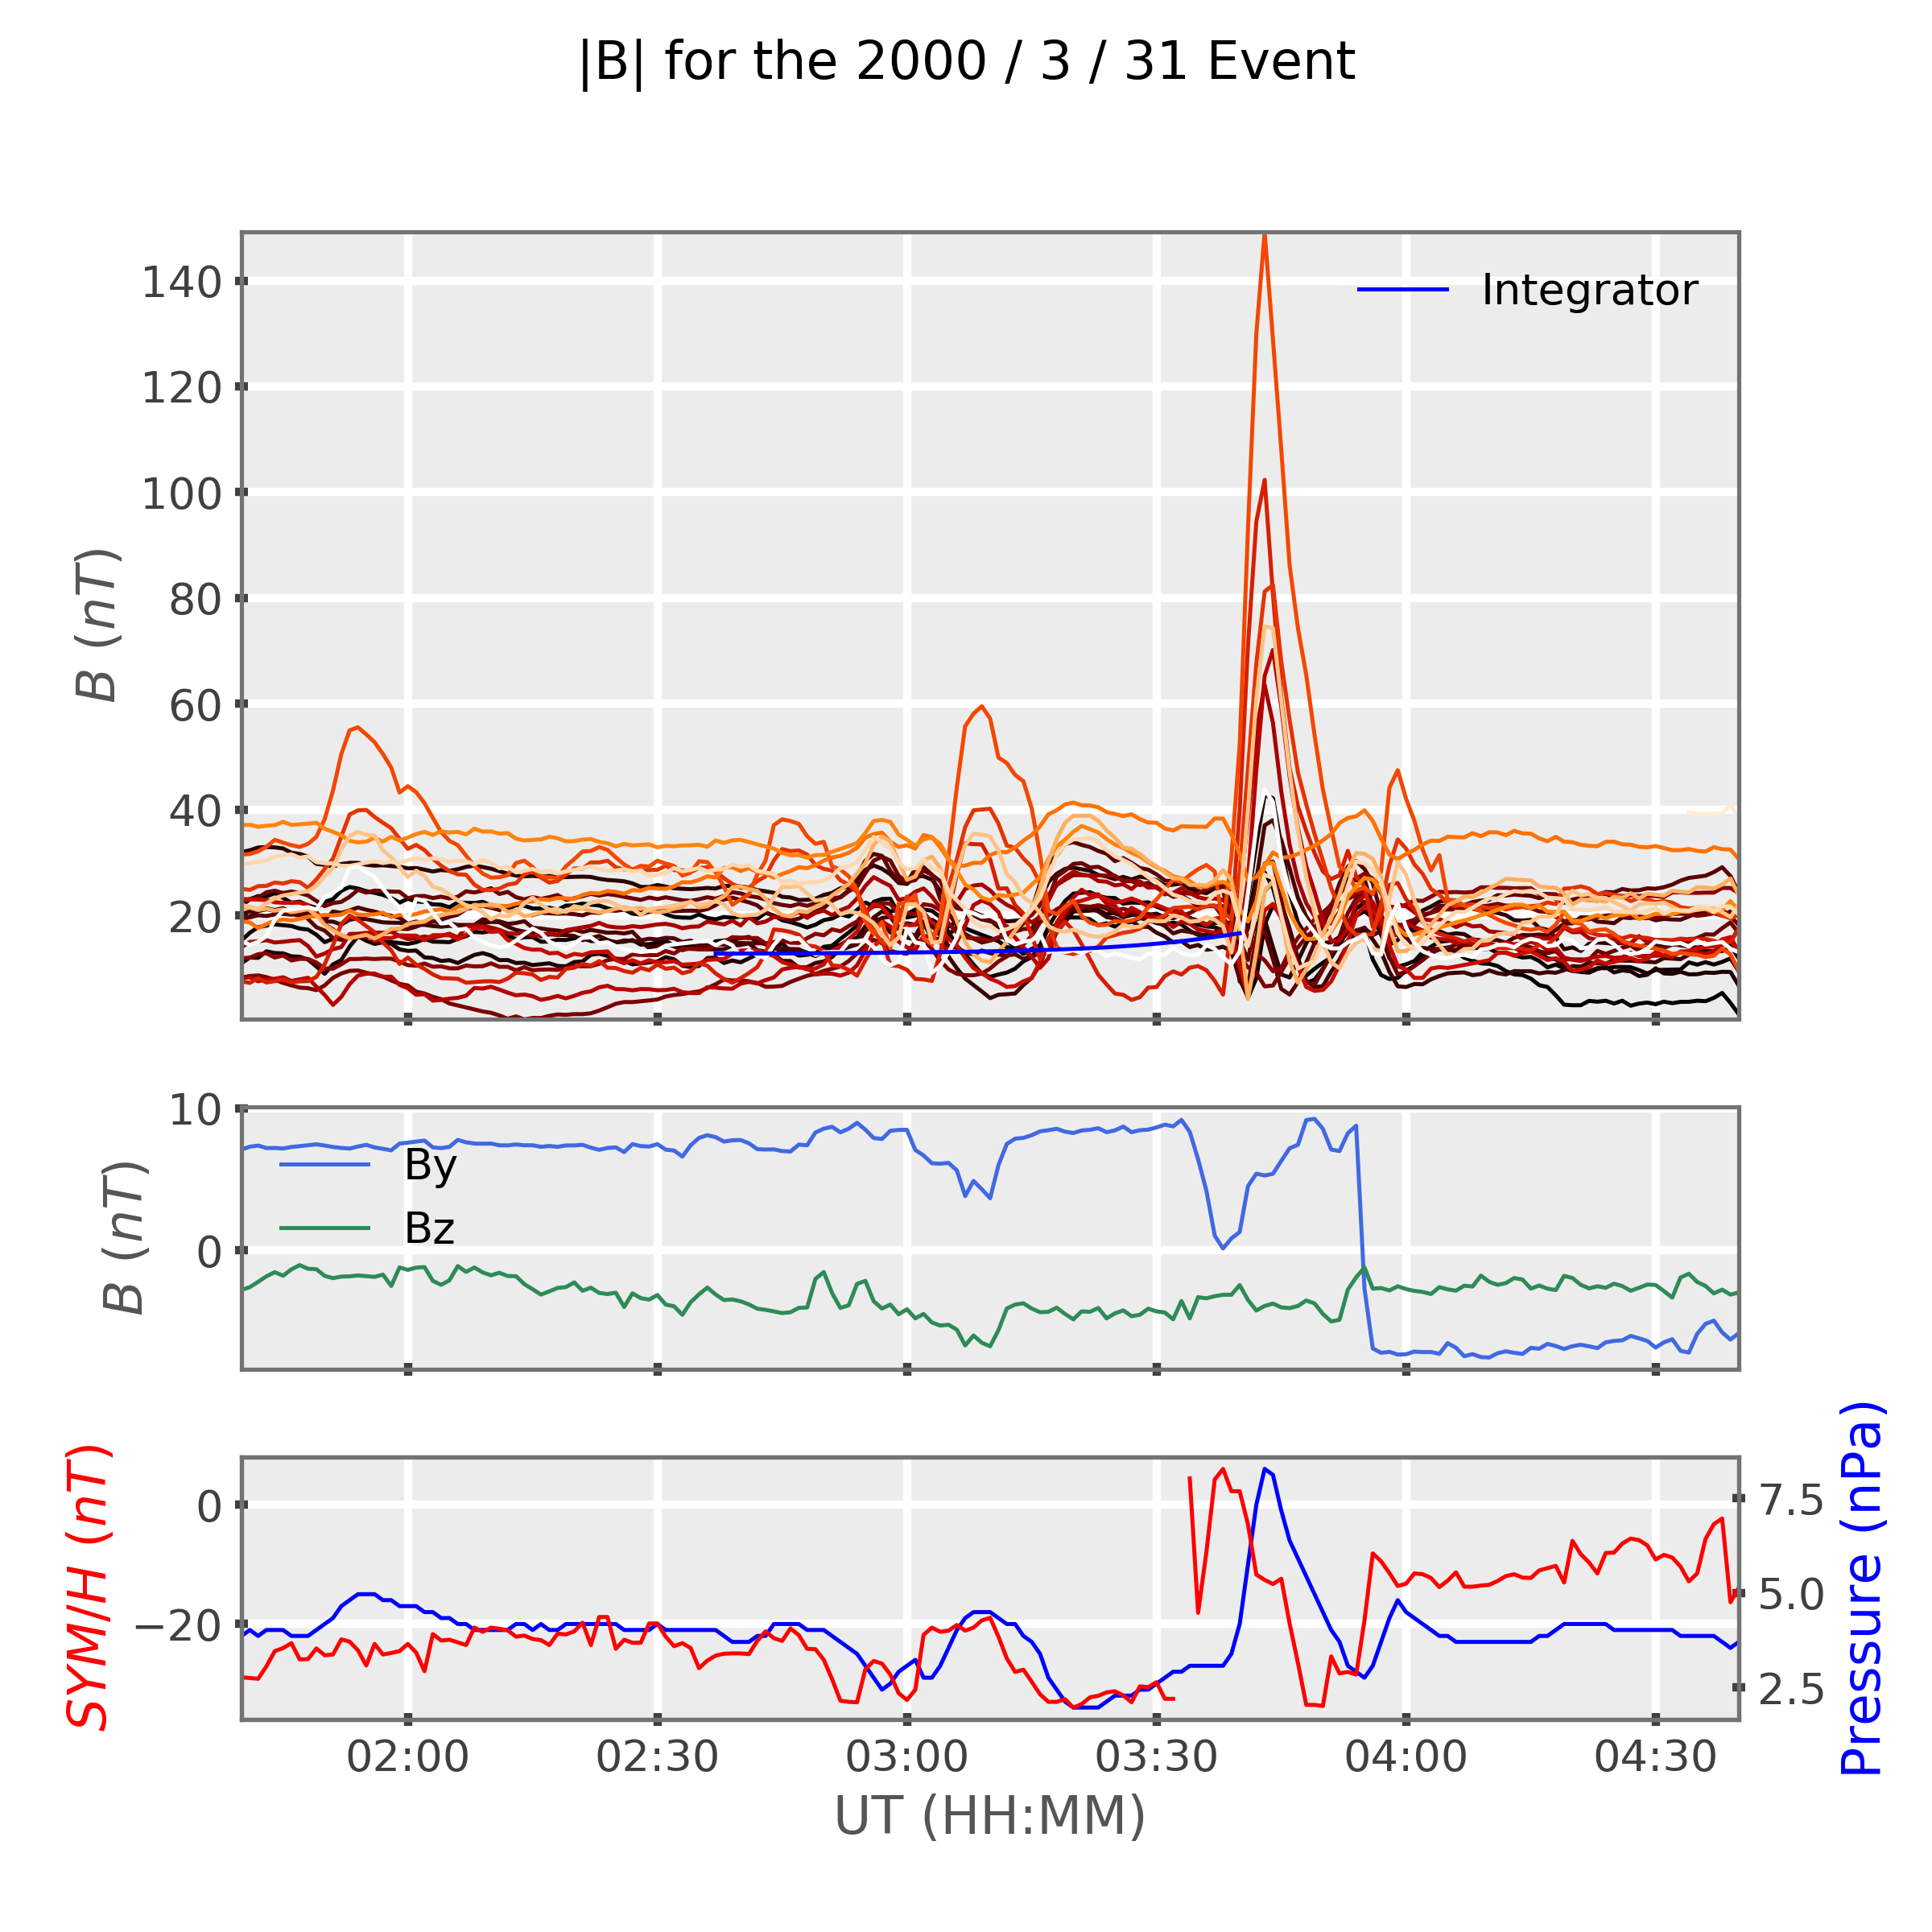 |B| for the 2000 / 3 / 31 Event
140
120
100
80
60
40
20
B (nT)
Integrator
10
0
B (nT)
By
Bz
0
−20
SYM/H (nT)
7.5
5.0
2.5
Pressure (nPa)
02:00 02:30 03:00 03:30 04:00 04:30
UT (HH:MM)